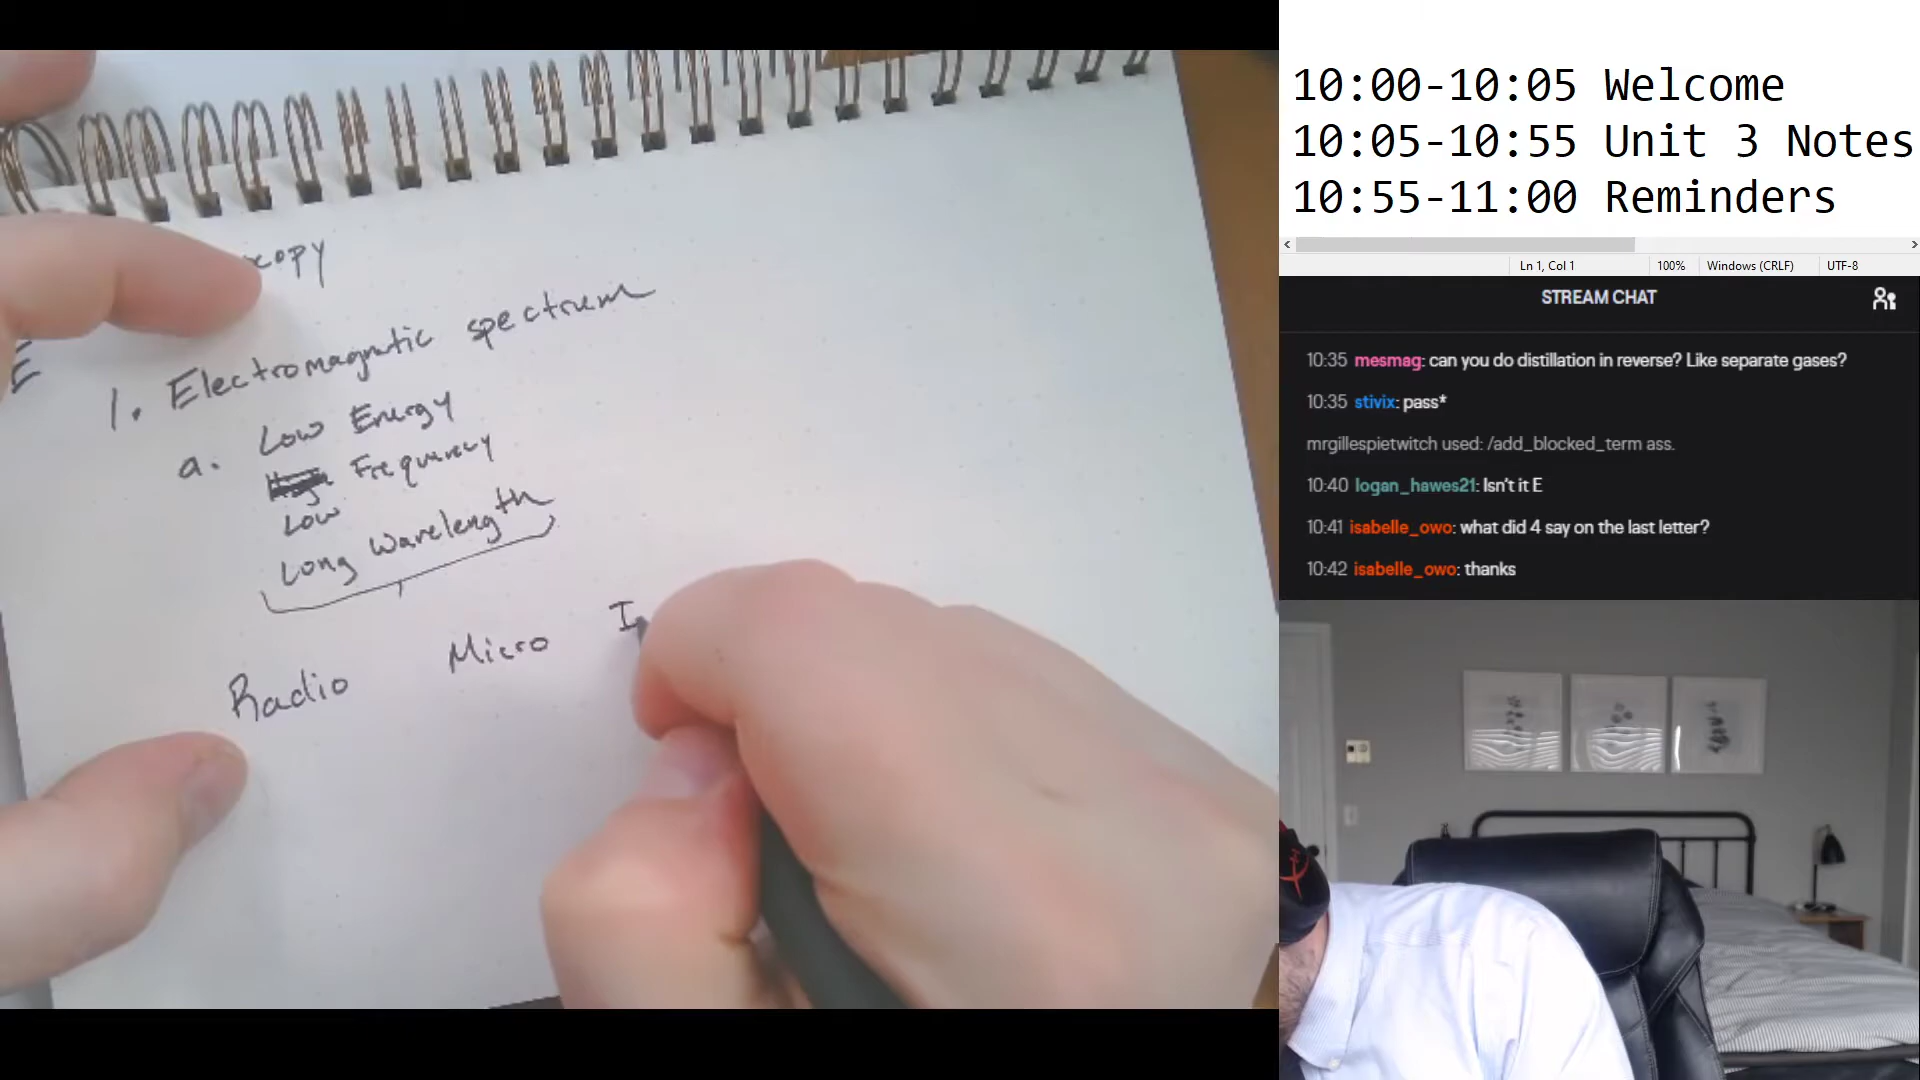 copy
E
1. Electromagnetic spectrum
a. Low Energy
Frequency
Low
Long Wavelength
Radio Micro I
10:00-10:05 Welcome
10:05-10:55 Unit 3 Notes
10:55-11:00 Reminders
Ln 1, Col 1 100% Windows (CRLF) UTF-8
STREAM CHAT
10:35 mesmag: can you do distillation in reverse? Like separate gases?
10:35 stivix: pass*
mrgillespietwitch used: /add_blocked_term ass.
10:40 logan_hawes21: Isn't it E
10:41 isabelle_owo: what did 4 say on the last letter?
10:42 isabelle_owo: thanks